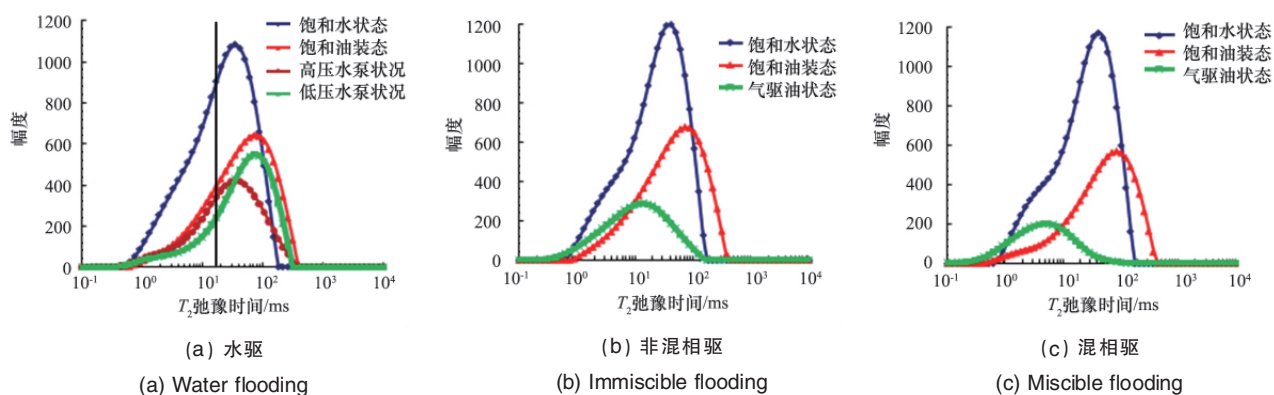 1200
1000
800
600
400
200
0
幅度
饱和水状态
饱和油装态
高压水泵状况
低压水泵状况
10⁻¹ 10⁰ 10¹ 10² 10³ 10⁴
T₂弛豫时间/ms
(a) 水驱
(a) Water flooding
1200
1000
800
600
400
200
0
幅度
饱和水状态
饱和油装态
气驱油状态
10⁻¹ 10⁰ 10¹ 10² 10³ 10⁴
T₂弛豫时间/ms
(b) 非混相驱
(b) Immiscible flooding
1200
1000
800
600
400
200
0
幅度
饱和水状态
饱和油装态
气驱油状态
10⁻¹ 10⁰ 10¹ 10² 10³ 10⁴
T₂弛豫时间/ms
(c) 混相驱
(c) Miscible flooding